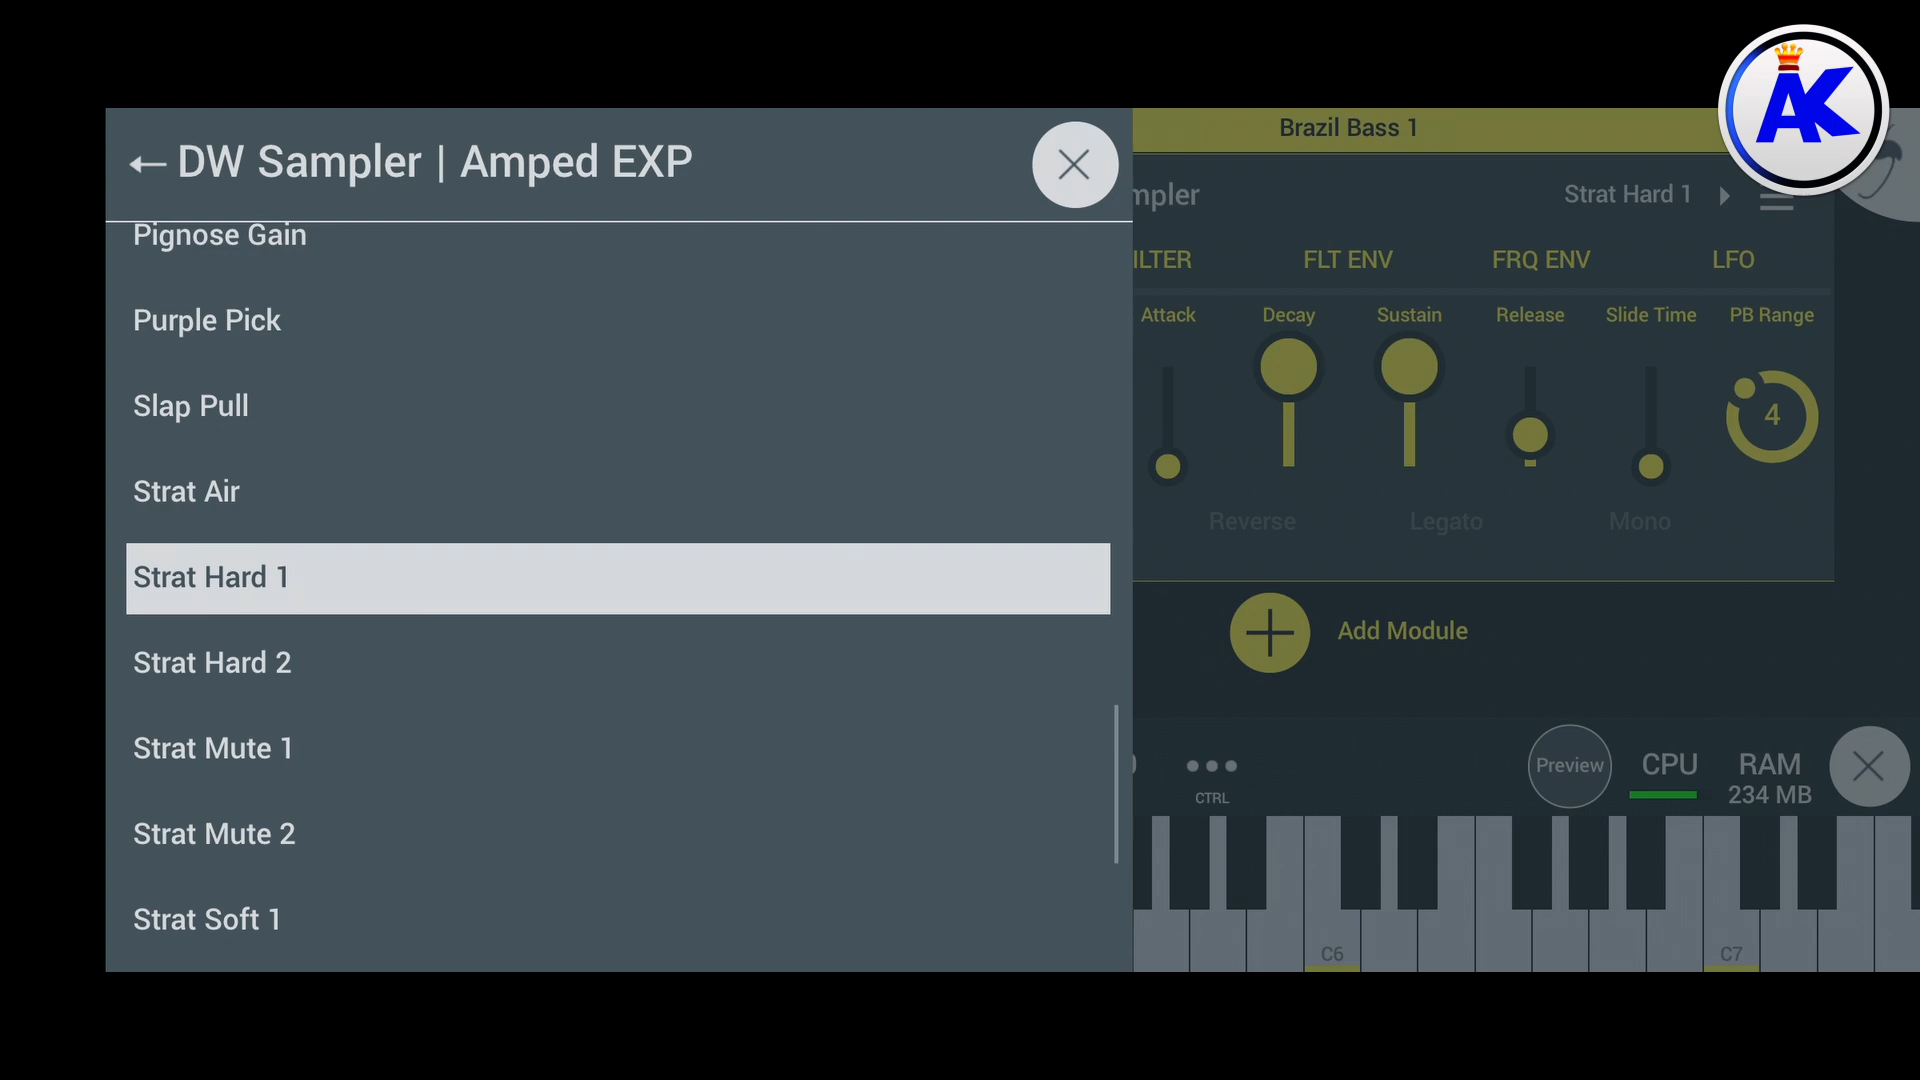 AK
← DW Sampler | Amped EXP
Pignose Gain
Purple Pick
Slap Pull
Strat Air
Strat Hard 1
Strat Hard 2
Strat Mute 1
Strat Mute 2
Strat Soft 1
Brazil Bass 1
mpler
Strat Hard 1
ILTER FLT ENV FRQ ENV LFO
Attack Decay Sustain Release Slide Time PB Range
4
Reverse Legato Mono
Add Module
CTRL
Preview CPU RAM
234 MB
C6 C7